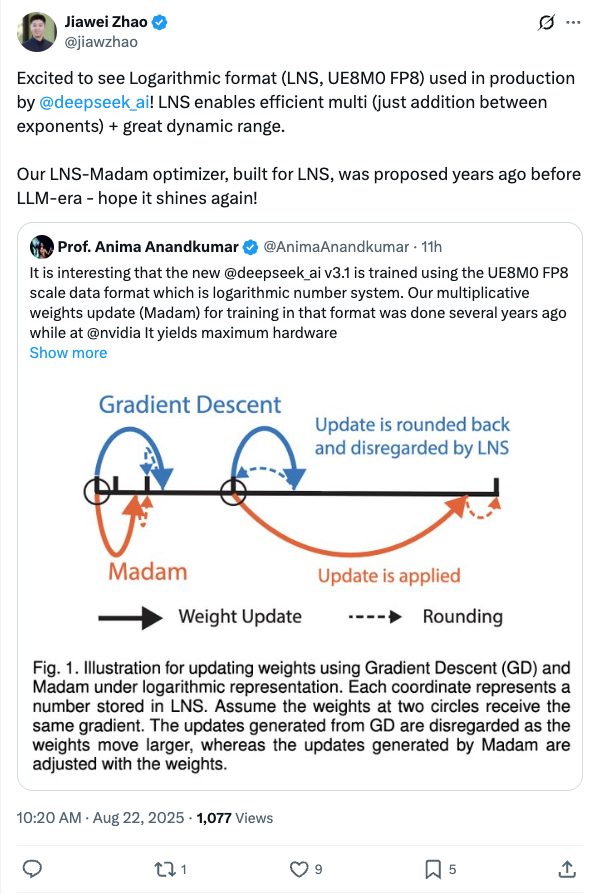 Jiawei Zhao
@jiawzhao
Excited to see Logarithmic format (LNS, UE8M0 FP8) used in production
by @deepseek_ai! LNS enables efficient multi (just addition between
exponents) + great dynamic range.
Our LNS-Madam optimizer, built for LNS, was proposed years ago before
LLM-era - hope it shines again!
Prof. Anima Anandkumar @AnimaAnandkumar · 11h
It is interesting that the new @deepseek_ai v3.1 is trained using the UE8M0 FP8
scale data format which is logarithmic number system. Our multiplicative
weights update (Madam) for training in that format was done several years ago
while at @nvidia It yields maximum hardware
Show more
Gradient Descent
Update is rounded back
and disregarded by LNS
Madam
Update is applied
Weight Update
Rounding
Fig. 1. Illustration for updating weights using Gradient Descent (GD) and
Madam under logarithmic representation. Each coordinate represents a
number stored in LNS. Assume the weights at two circles receive the
same gradient. The updates generated from GD are disregarded as the
weights move larger, whereas the updates generated by Madam are
adjusted with the weights.
10:20 AM · Aug 22, 2025 · 1,077 Views
1
9
5